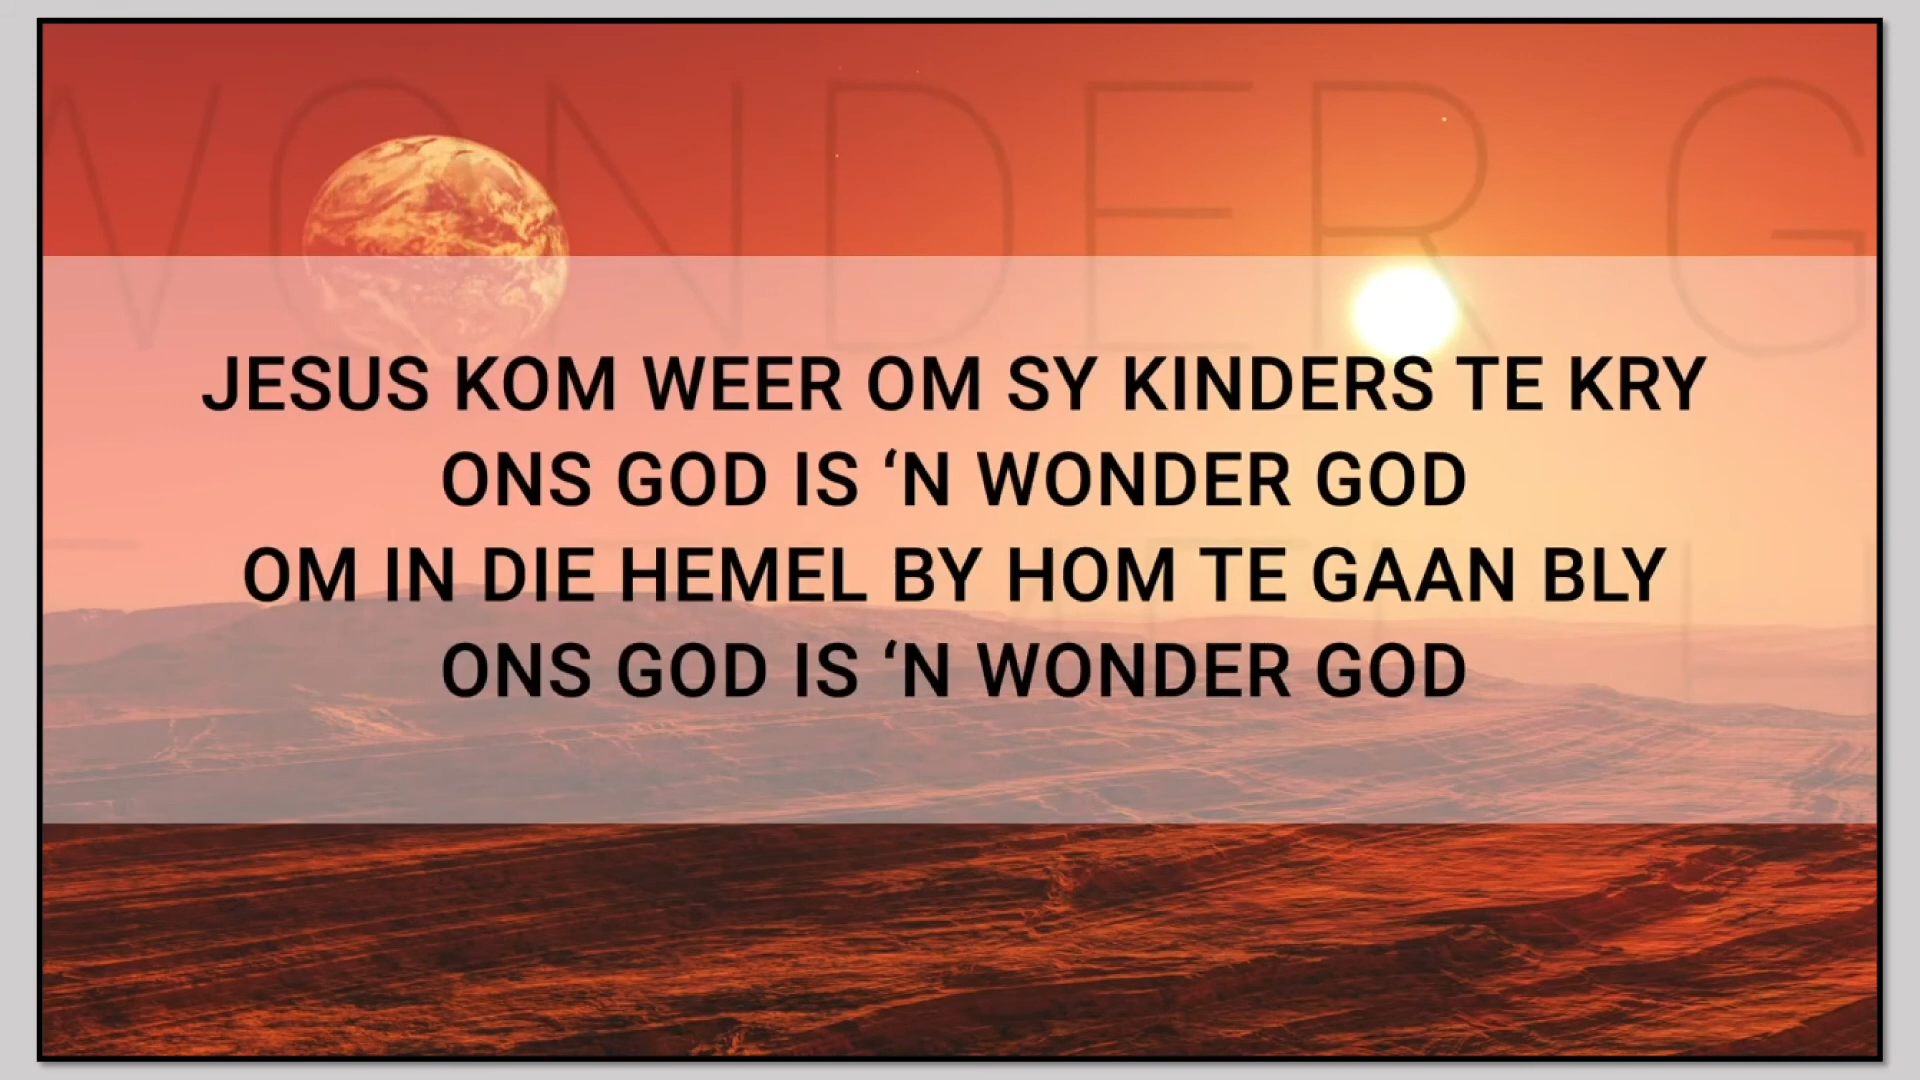 WONDER G
JESUS KOM WEER OM SY KINDERS TE KRY
ONS GOD IS ‘N WONDER GOD
OM IN DIE HEMEL BY HOM TE GAAN BLY
ONS GOD IS ‘N WONDER GOD